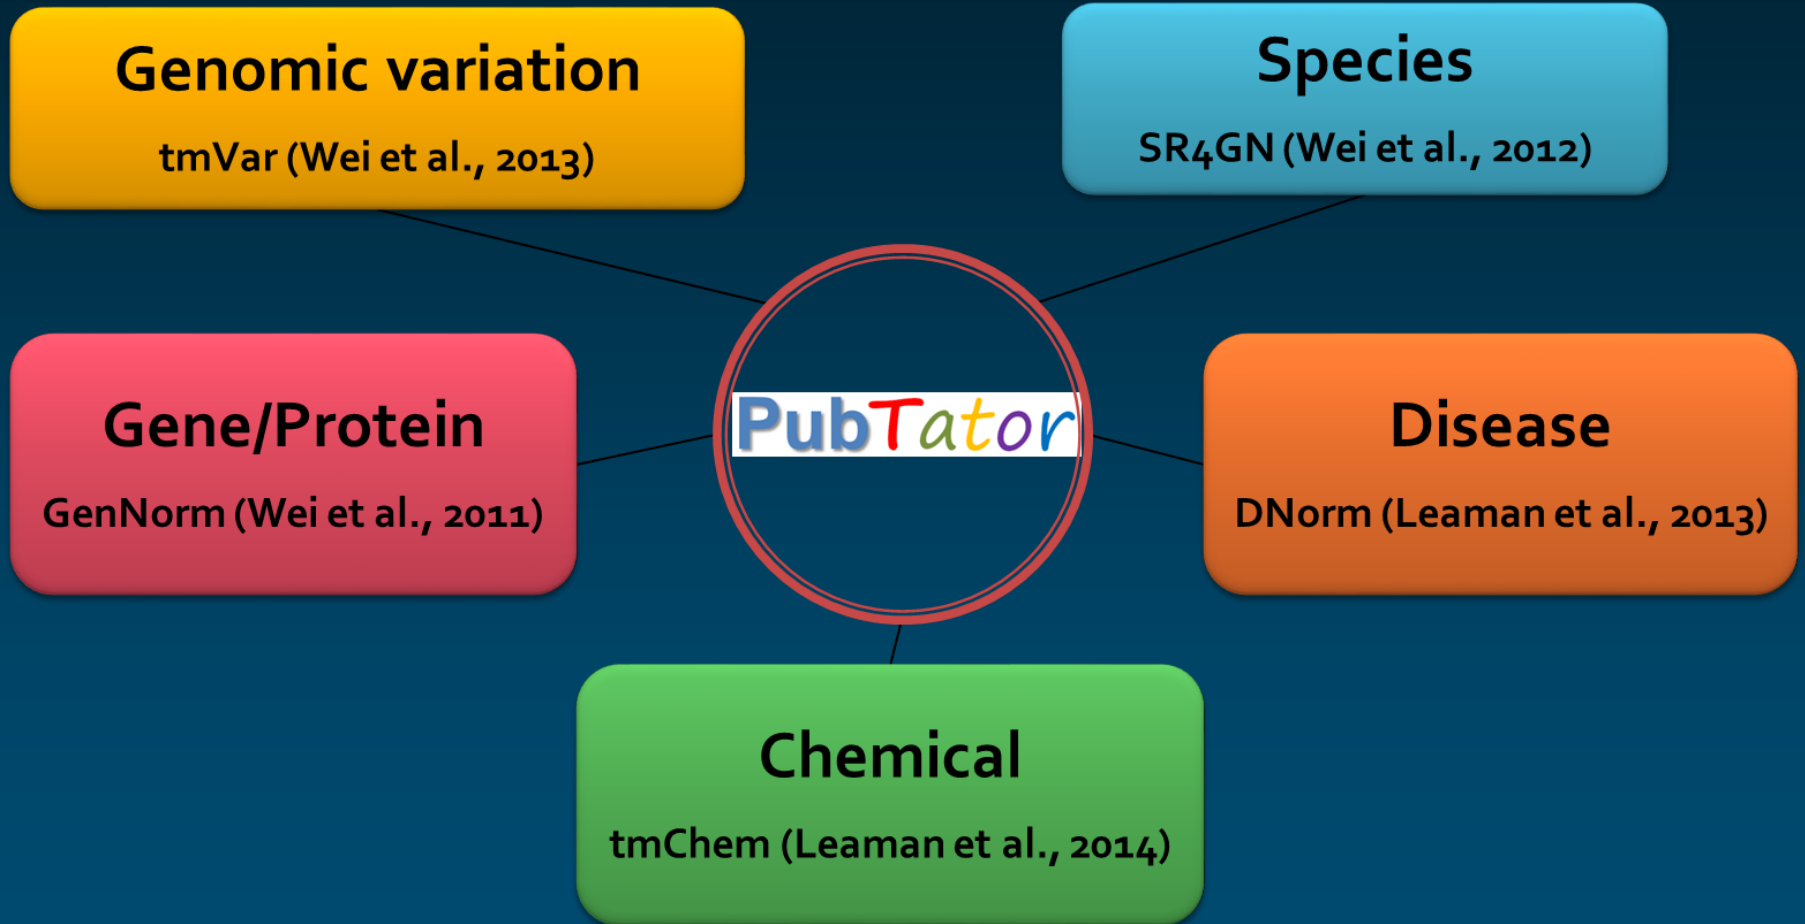 Genomic variation
tmVar (Wei et al., 2013)
Species
SR4GN (Wei et al., 2012)
Gene/Protein
GenNorm (Wei et al., 2011)
PubTator
Disease
DNorm (Leaman et al., 2013)
Chemical
tmChem (Leaman et al., 2014)